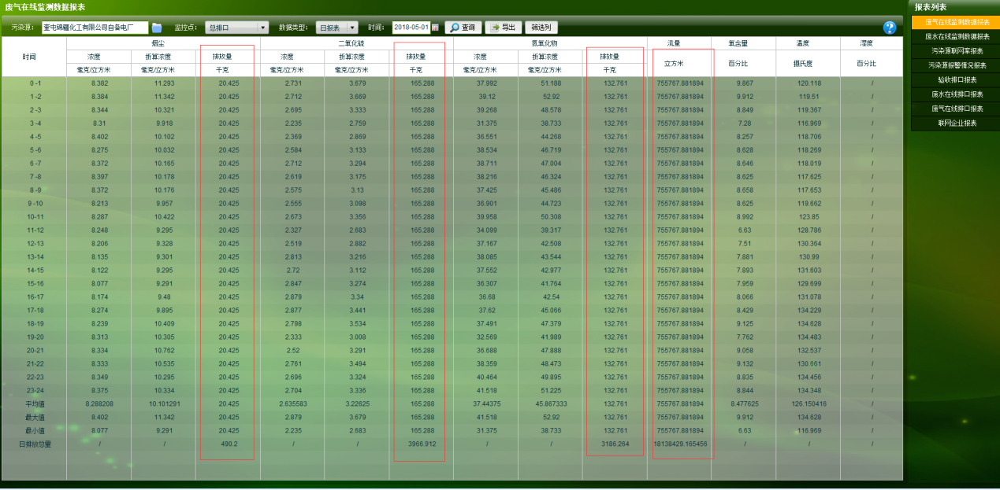 废气在线监测数据报表
污染源: 奎屯锦疆化工有限公司自备电厂 监控点: 总排口 数据类型: 日报表 时间: 2018-05-01 查询 导出 筛选列
时间 烟尘 二氧化硫 氮氧化物 流量 氧含量 温度 湿度
浓度 折算浓度 排放量 浓度 折算浓度 排放量 浓度 折算浓度 排放量 立方米 百分比 摄氏度 百分比
毫克/立方米 毫克/立方米 千克 毫克/立方米 毫克/立方米 千克 毫克/立方米 毫克/立方米 千克
0 -1 8.382 11.293 20.425 2.731 3.679 165.288 37.992 51.188 132.761 755767.881894 9.867 120.118 /
1 -2 8.384 11.342 20.425 2.712 3.669 165.288 39.12 52.92 132.761 755767.881894 9.912 119.51 /
2 -3 8.344 10.321 20.425 2.695 3.333 165.288 39.268 48.578 132.761 755767.881894 8.849 119.367 /
3 -4 8.31 9.918 20.425 2.235 2.759 165.288 31.375 38.733 132.761 755767.881894 7.28 116.969 /
4 -5 8.402 10.102 20.425 2.369 2.869 165.288 36.551 44.268 132.761 755767.881894 8.257 118.706 /
5 -6 8.275 10.032 20.425 2.584 3.133 165.288 38.534 46.719 132.761 755767.881894 8.628 118.269 /
6 -7 8.372 10.165 20.425 2.712 3.294 165.288 38.711 47.004 132.761 755767.881894 8.646 118.019 /
7 -8 8.397 10.178 20.425 2.619 3.175 165.288 38.216 46.324 132.761 755767.881894 8.625 117.625 /
8 -9 8.372 10.176 20.425 2.575 3.13 165.288 37.425 45.486 132.761 755767.881894 8.658 117.653 /
9 -10 8.213 9.957 20.425 2.555 3.098 165.288 36.901 44.723 132.761 755767.881894 8.625 119.662 /
10-11 8.287 10.422 20.425 2.673 3.356 165.288 39.958 50.308 132.761 755767.881894 8.992 123.85 /
11-12 8.248 9.295 20.425 2.327 2.683 165.288 34.099 39.317 132.761 755767.881894 6.63 128.786 /
12-13 8.206 9.328 20.425 2.519 2.882 165.288 37.167 42.508 132.761 755767.881894 7.51 130.364 /
13-14 8.135 9.301 20.425 2.813 3.216 165.288 38.085 43.544 132.761 755767.881894 7.881 130.99 /
14-15 8.122 9.295 20.425 2.72 3.112 165.288 37.552 42.977 132.761 755767.881894 7.893 131.603 /
15-16 8.077 9.291 20.425 2.847 3.274 165.288 36.307 41.764 132.761 755767.881894 7.959 129.699 /
16-17 8.174 9.48 20.425 2.879 3.34 165.288 36.68 42.54 132.761 755767.881894 8.066 131.078 /
17-18 8.274 9.895 20.425 2.877 3.441 165.288 37.62 45.066 132.761 755767.881894 8.429 134.229 /
18-19 8.239 10.409 20.425 2.798 3.534 165.288 37.491 47.379 132.761 755767.881894 9.125 134.628 /
19-20 8.313 10.305 20.425 2.333 3.008 165.288 32.569 41.989 132.761 755767.881894 7.762 134.483 /
20-21 8.334 10.762 20.425 2.52 3.291 165.288 36.688 47.888 132.761 755767.881894 9.058 132.537 /
21-22 8.333 10.535 20.425 2.761 3.494 165.288 38.359 48.473 132.761 755767.881894 9.132 130.661 /
22-23 8.349 10.295 20.425 2.696 3.324 165.288 40.464 49.895 132.761 755767.881894 8.835 134.456 /
23-24 8.375 10.334 20.425 2.704 3.336 165.288 41.518 51.225 132.761 755767.881894 8.844 134.348 /
平均值 8.288208 10.101291 20.425 2.635583 3.22625 165.288 37.44375 45.867333 132.761 755767.881894 8.477625 126.150416 /
最大值 8.402 11.342 20.425 2.879 3.679 165.288 41.518 52.92 132.761 755767.881894 9.912 134.628 /
最小值 8.077 9.291 20.425 2.235 2.683 165.288 31.375 38.733 132.761 755767.881894 6.63 116.969 /
日排放总量 / / 490.2 / / 3966.912 / / 3186.264 18138429.165456 / / /
报表列表
废气在线监测数据报表
废水在线监测数据报表
污染源联网率报表
污染源报警情况报表
验收排口报表
废水在线排口报表
废气在线排口报表
联网企业报表